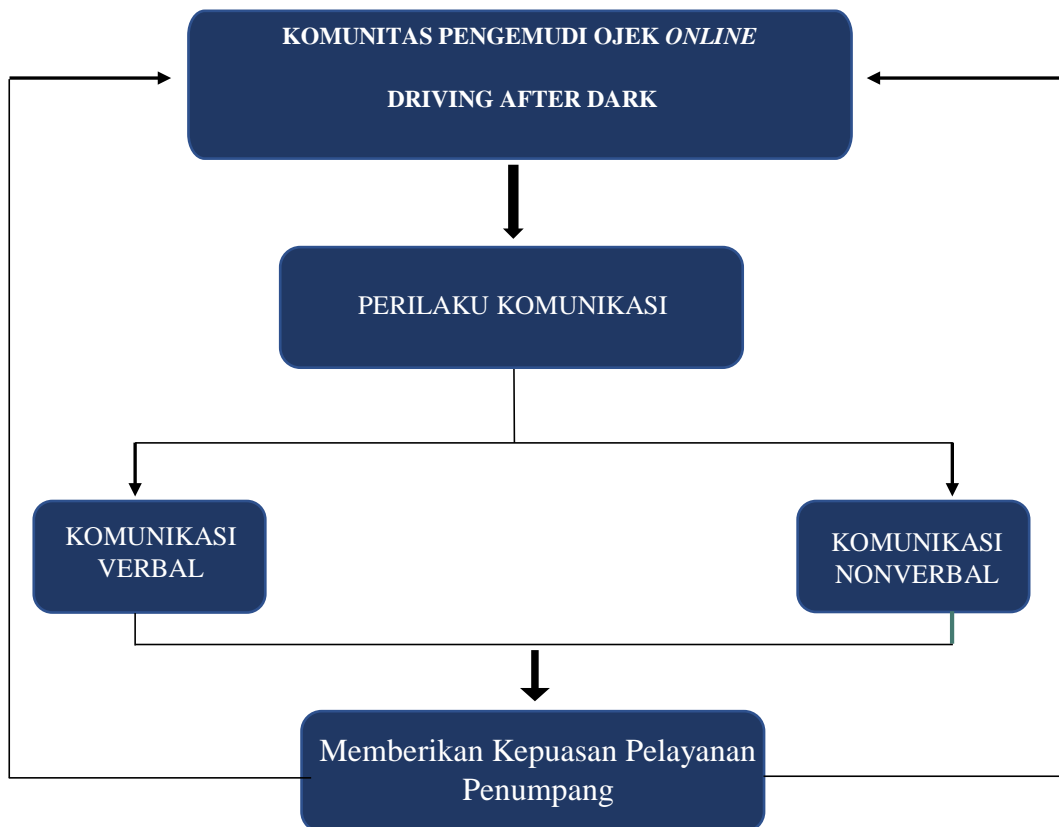 KOMUNITAS PENGEMUDI OJEK ONLINE
DRIVING AFTER DARK
PERILAKU KOMUNIKASI
KOMUNIKASI
VERBAL
KOMUNIKASI
NONVERBAL
Memberikan Kepuasan Pelayanan
Penumpang